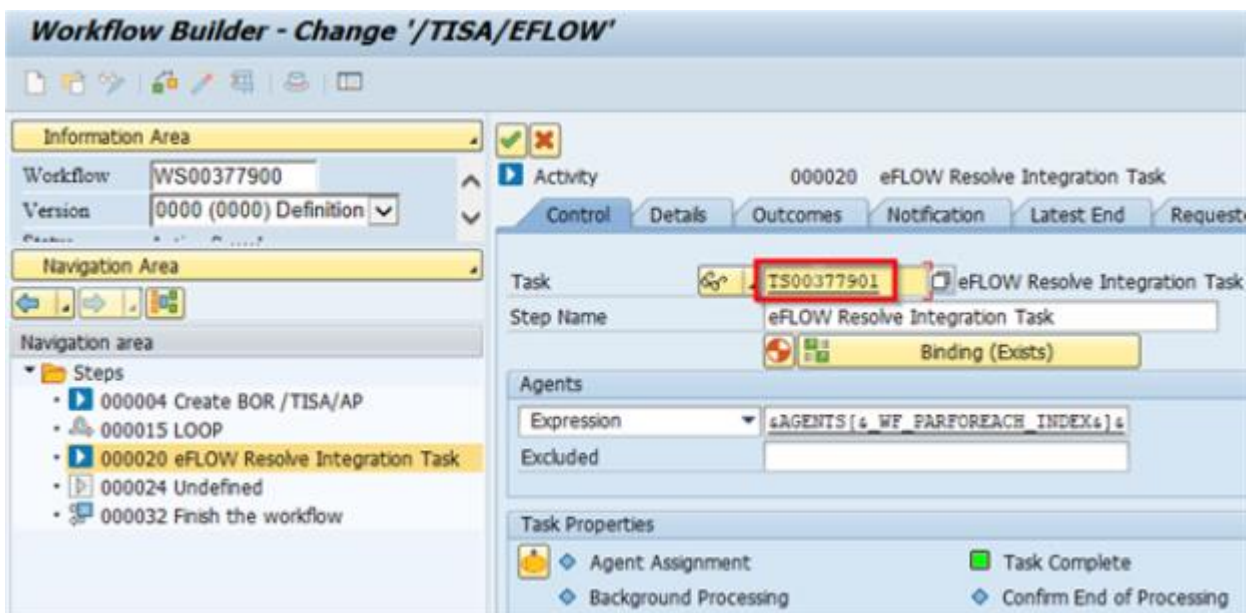 Workflow Builder - Change '/TISA/EFLOW'
Information Area
Workflow WS00377900
Version 0000 (0000) Definition
Navigation Area
Navigation area
Steps
000004 Create BOR /TISA/AP
000015 LOOP
000020 eFLOW Resolve Integration Task
000024 Undefined
000032 Finish the workflow
Activity 000020 eFLOW Resolve Integration Task
Control Details Outcomes Notification Latest End Requeste
Task TS00377901 eFLOW Resolve Integration Task
Step Name eFLOW Resolve Integration Task
Binding (Exists)
Agents
Expression &AGENTS[&_WF_PARFOREACH_INDEX&]&
Excluded
Task Properties
Agent Assignment Task Complete
Background Processing Confirm End of Processing